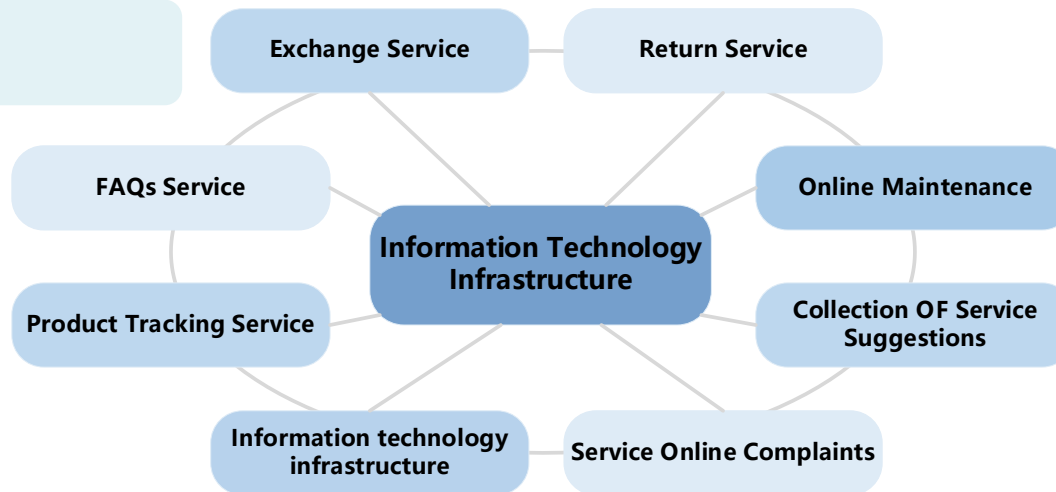 Exchange Service
Return Service
FAQs Service
Online Maintenance
Information Technology
Infrastructure
Product Tracking Service
Collection OF Service
Suggestions
Information technology
infrastructure
Service Online Complaints